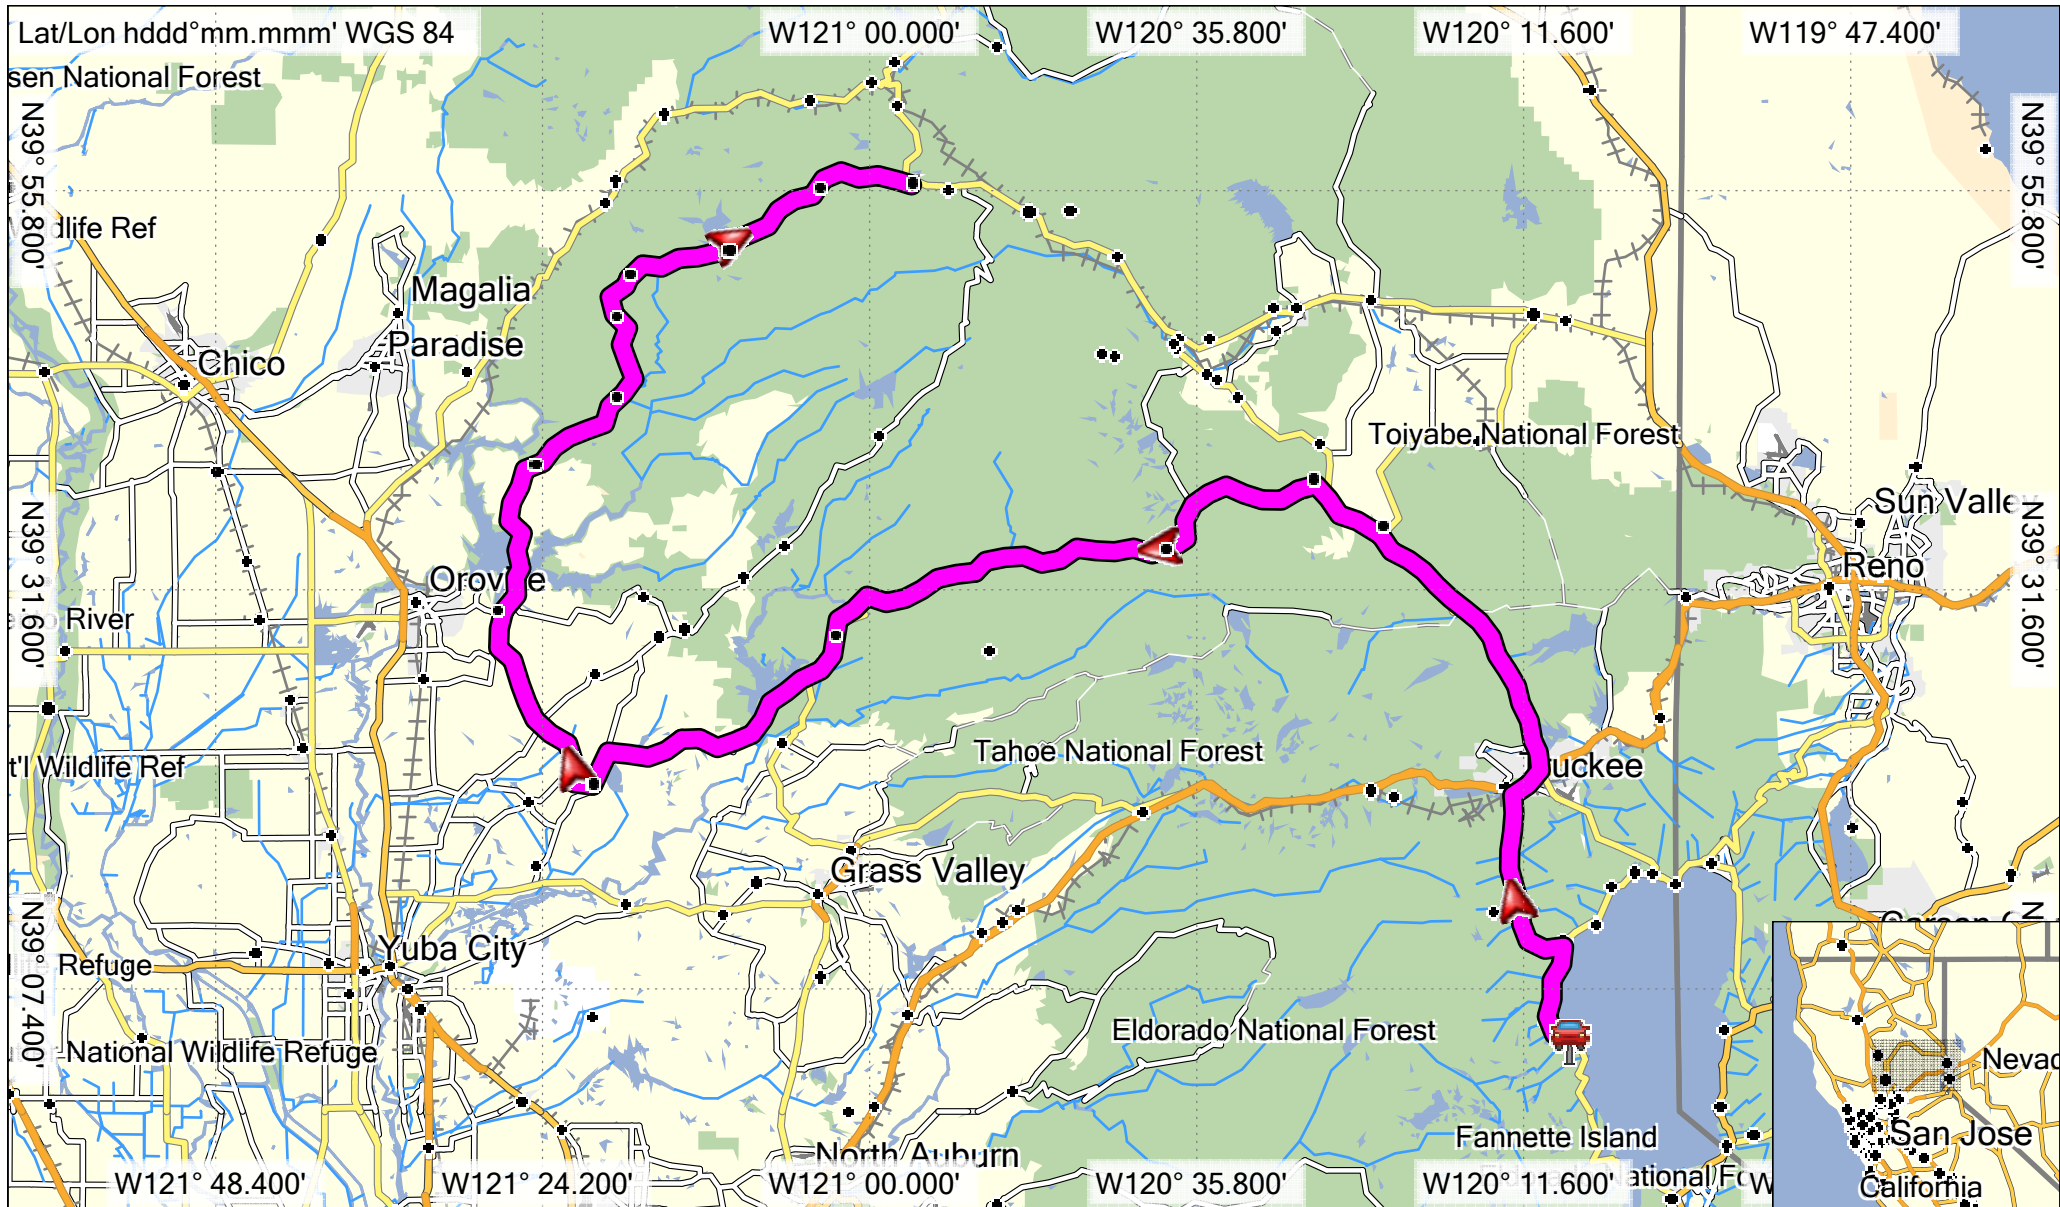 Lat/Lon hddd°mm.mmm' WGS 84
W121° 00.000'
W120° 35.800'
W120° 11.600'
W119° 47.400'
sen National Forest
N39° 55.800'
N39° 55.800'
dlife Ref
Magalia
Paradise
Chico
Toiyabe National Forest
Sun Valle
N39° 31.600'
N39° 31.600'
Reno
River
Tahoe National Forest
uckee
t'l Wildlife Ref
Grass Valley
N39° 07.400'
N
Yuba City
Refuge
Eldorado National Forest
National Wildlife Refuge
Nevad
Fannette Island
San Jose
North Auburn
W121° 48.400'
W121° 24.200'
W121° 00.000'
W120° 35.800'
W120° 11.600'
W
California